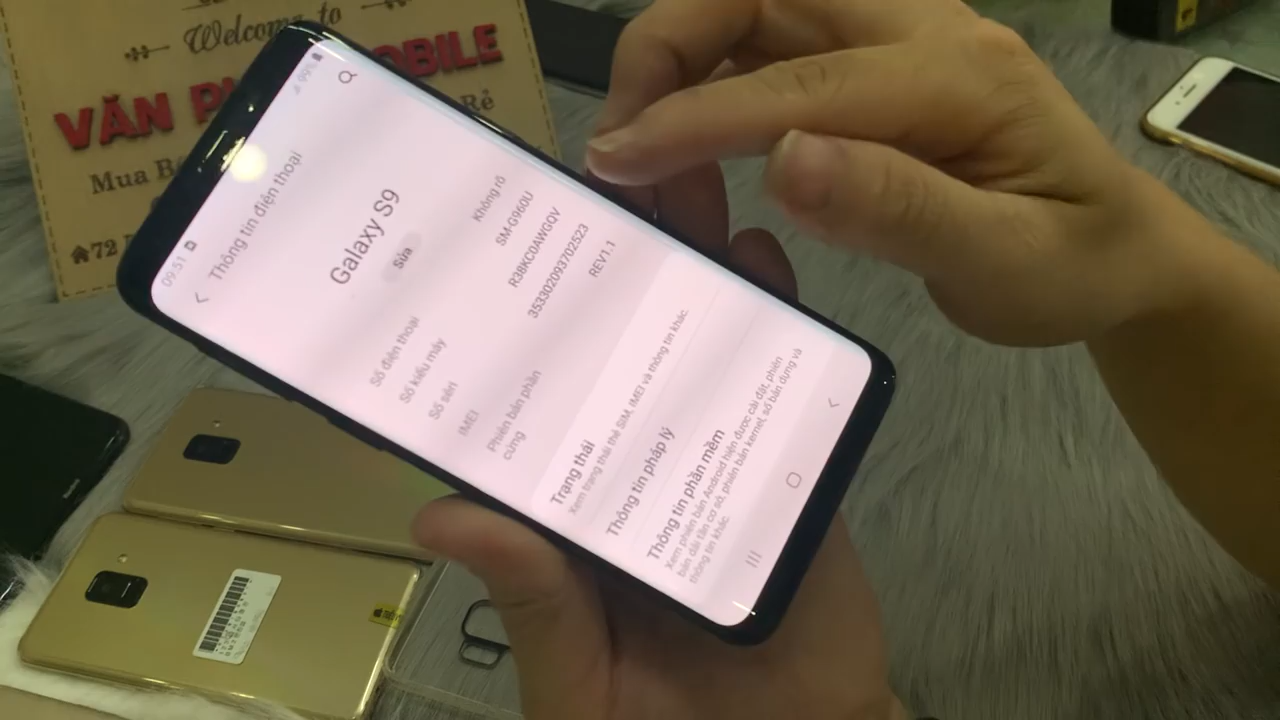 Welcome to
VĂN
OBILE
Mua
Rẻ
72
09:51
99%
Thông tin điện thoại
Galaxy S9
Sửa
Số điện thoại Không rõ
Số kiểu máy SM-G960U
Số sêri R38KC0AWGQV
IMEI 353302093702523
Phiên bản phần cứng REV1.1
Trạng thái
Xem trạng thái thẻ SIM, IMEI và thông tin khác.
Thông tin pháp lý
Thông tin phần mềm
Xem phiên bản Android hiện được cài đặt, phiên
bản dải tần cơ sở, phiên bản kernel, số bản dựng và
thông tin khác.